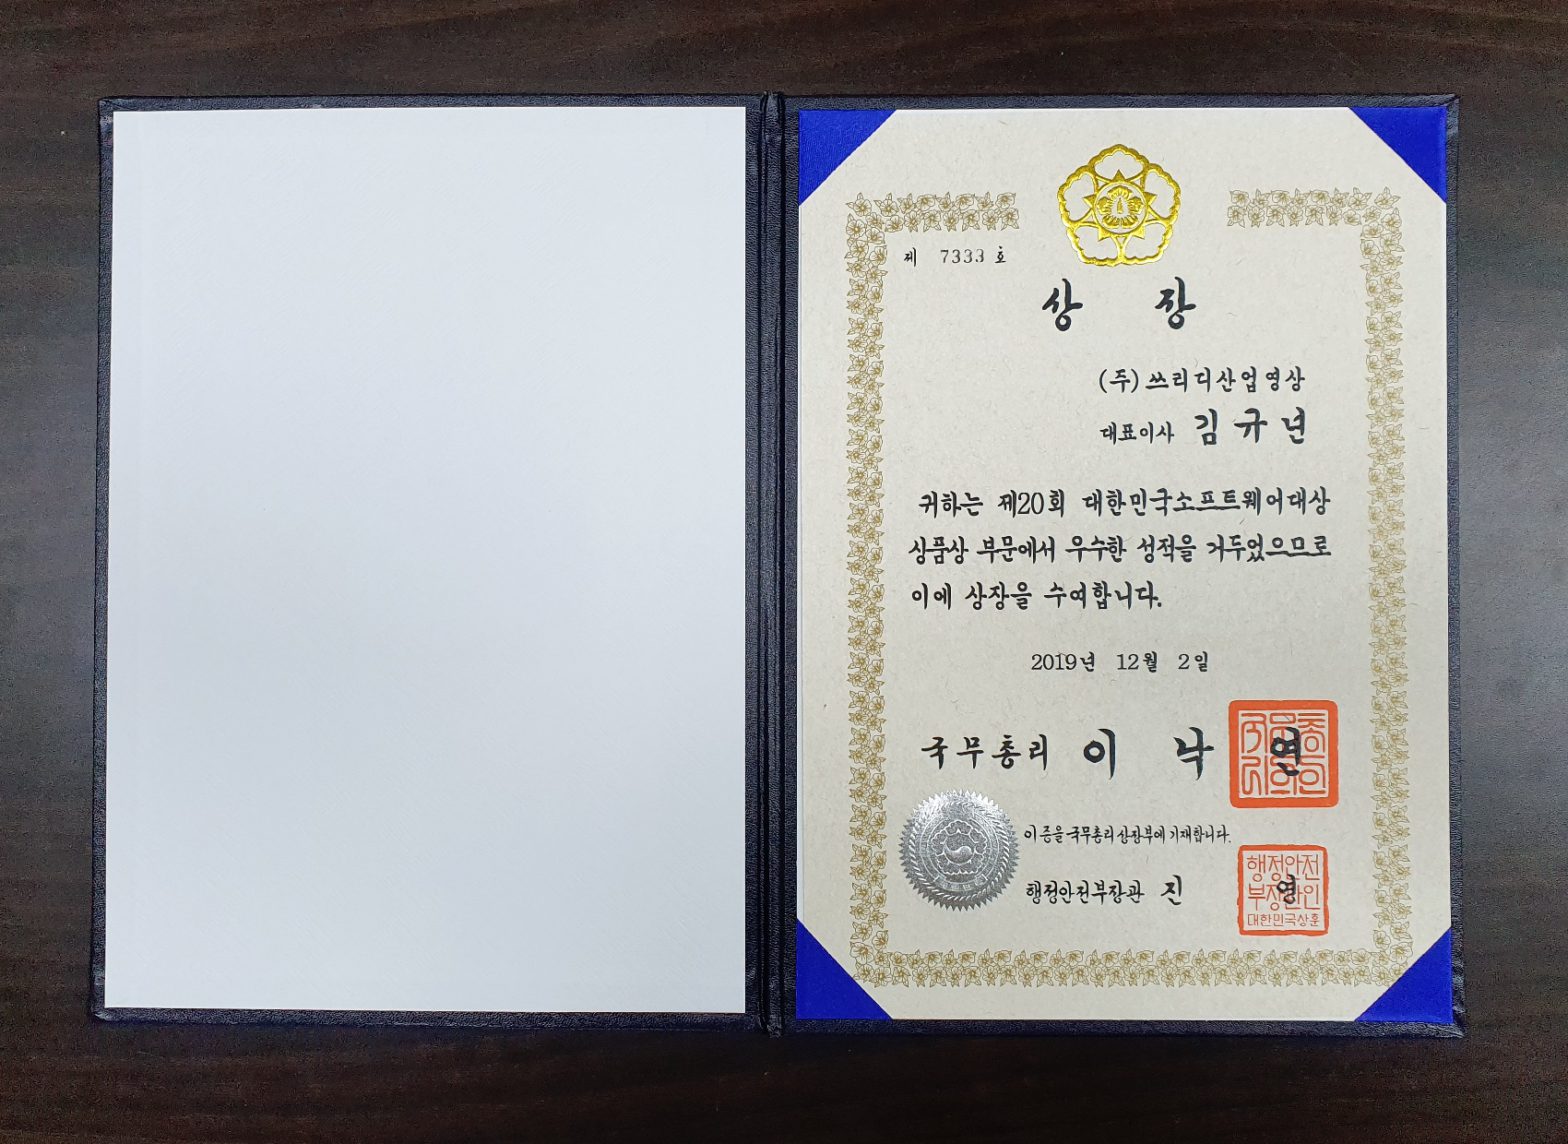 제 7333 호
상 장
(주)쓰리디산업영상
대표이사 김규년
귀하는 제20회 대한민국소프트웨어대상
상품상 부문에서 우수한 성적을 거두었으므로
이에 상장을 수여합니다.
2019년 12월 2일
국무총리 이 낙 연
이 증을 국무총리상장부에 기재합니다.
행정안전부장관 진 영
행정안전
부장관인
대한민국상훈